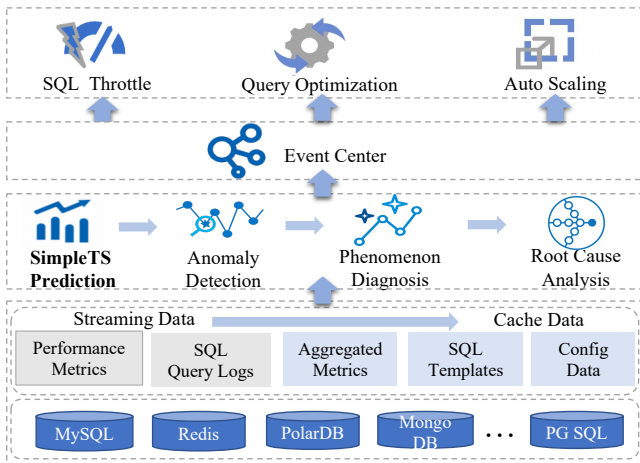 SQL Throttle
Query Optimization
Auto Scaling
Event Center
SimpleTS
Prediction
Anomaly
Detection
Phenomenon
Diagnosis
Root Cause
Analysis
Streaming Data
Cache Data
Performance
Metrics
SQL
Query Logs
Aggregated
Metrics
SQL
Templates
Config
Data
MySQL
Redis
PolarDB
Mongo
DB
...
PG SQL